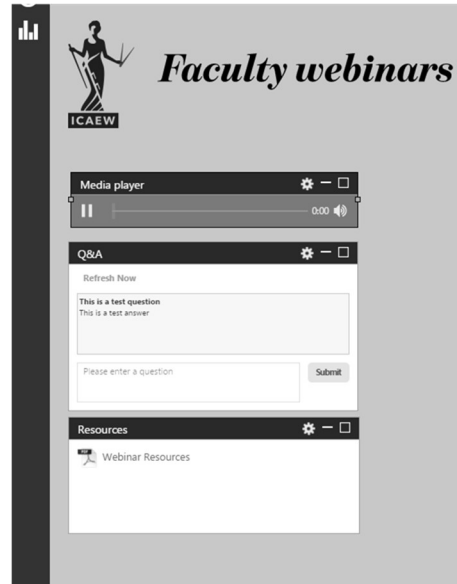 ICAEW
Faculty webinars
Media player
0:00
Q&A
Refresh Now
This is a test question
This is a test answer
Please enter a question
Submit
Resources
PDF
Webinar Resources